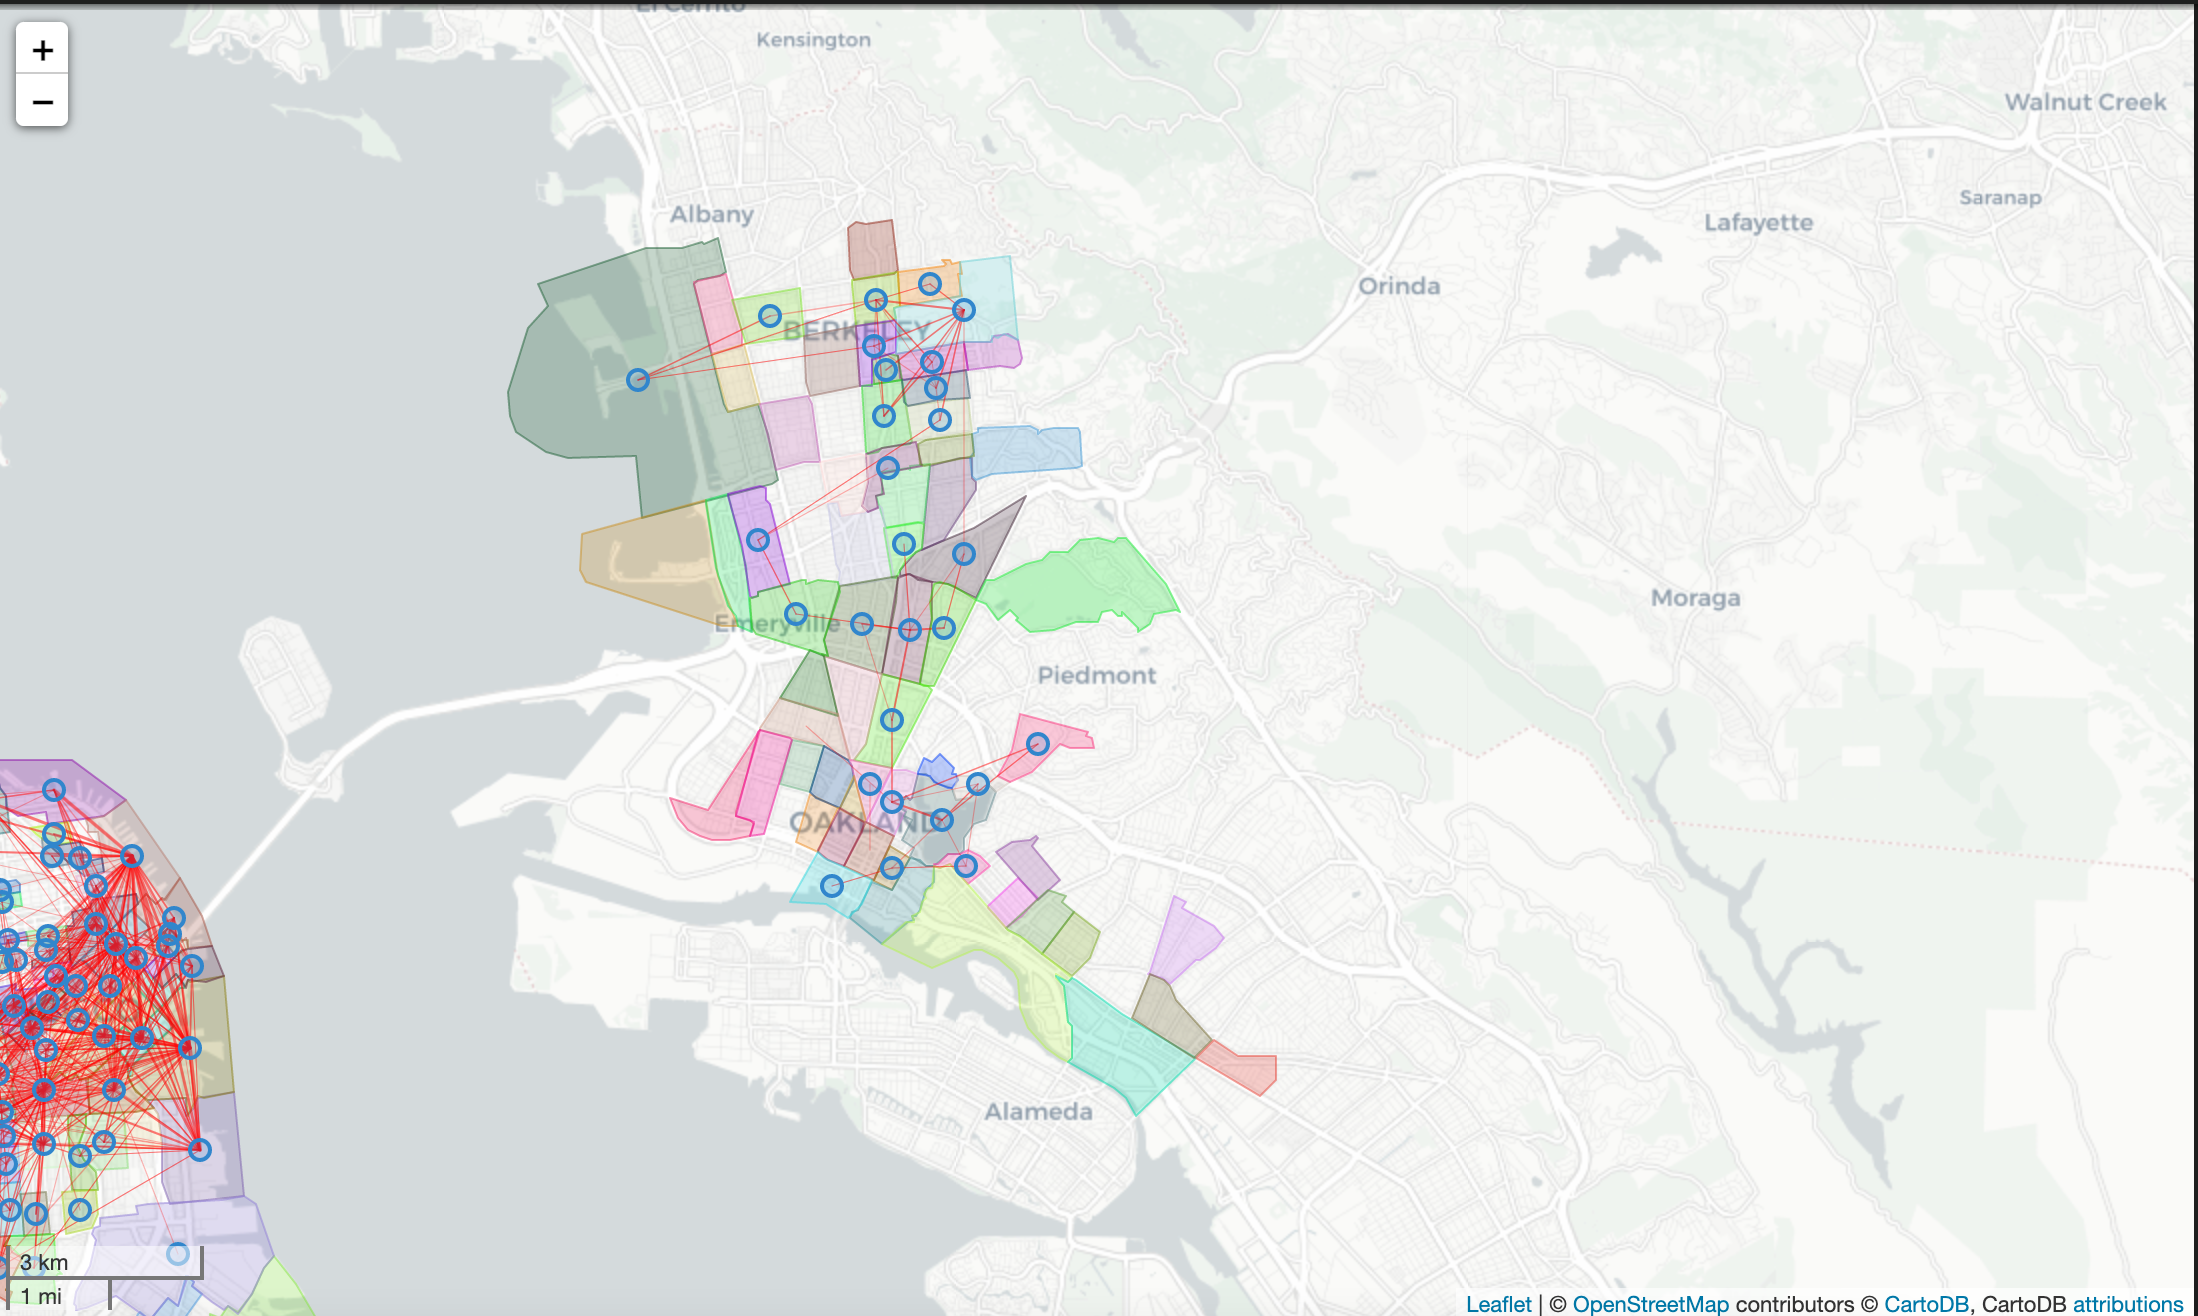 El Cerrito
Kensington
+
−
Walnut Creek
Saranap
Albany
Lafayette
Orinda
BERKELEY
Moraga
Emeryville
Piedmont
OAKLAND
Alameda
3 km
1 mi
Leaflet | © OpenStreetMap contributors © CartoDB, CartoDB attributions